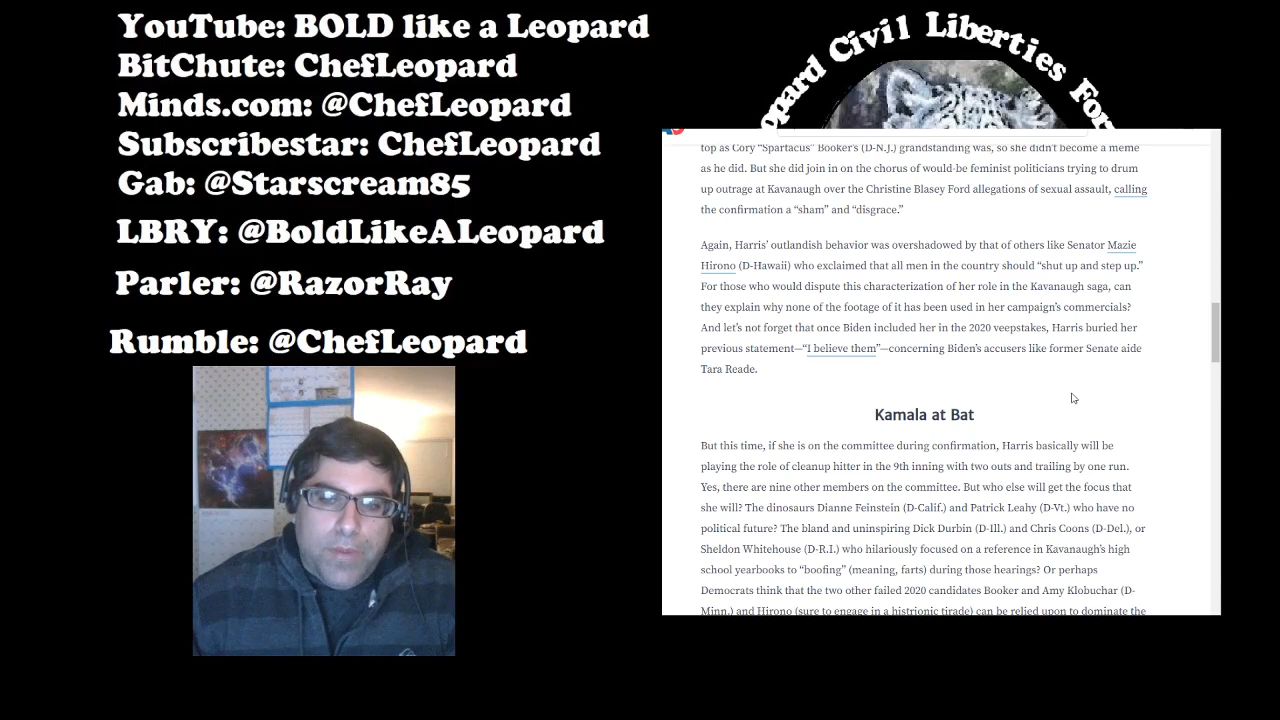 YouTube: BOLD like a Leopard
BitChute: ChefLeopard
Minds.com: @ChefLeopard
Subscribestar: ChefLeopard
Gab: @Starscream85
LBRY: @BoldLikeALeopard
Parler: @RazorRay
Rumble: @ChefLeopard
opard Civil Liberties For
top as Cory “Spartacus” Booker’s (D-N.J.) grandstanding was, so she didn’t become a meme
as he did. But she did join in on the chorus of would-be feminist politicians trying to drum
up outrage at Kavanaugh over the Christine Blasey Ford allegations of sexual assault, calling
the confirmation a “sham” and “disgrace.”
Again, Harris’ outlandish behavior was overshadowed by that of others like Senator Mazie
Hirono (D-Hawaii) who exclaimed that all men in the country should “shut up and step up.”
For those who would dispute this characterization of her role in the Kavanaugh saga, can
they explain why none of the footage of it has been used in her campaign’s commercials?
And let’s not forget that once Biden included her in the 2020 veepstakes, Harris buried her
previous statement—“I believe them”—concerning Biden’s accusers like former Senate aide
Tara Reade.
Kamala at Bat
But this time, if she is on the committee during confirmation, Harris basically will be
playing the role of cleanup hitter in the 9th inning with two outs and trailing by one run.
Yes, there are nine other members on the committee. But who else will get the focus that
she will? The dinosaurs Dianne Feinstein (D-Calif.) and Patrick Leahy (D-Vt.) who have no
political future? The bland and uninspiring Dick Durbin (D-Ill.) and Chris Coons (D-Del.), or
Sheldon Whitehouse (D-R.I.) who hilariously focused on a reference in Kavanaugh’s high
school yearbooks to “boofing” (meaning, farts) during those hearings? Or perhaps
Democrats think that the two other failed 2020 candidates Booker and Amy Klobuchar (D-
Minn.) and Hirono (sure to engage in a histrionic tirade) can be relied upon to dominate the